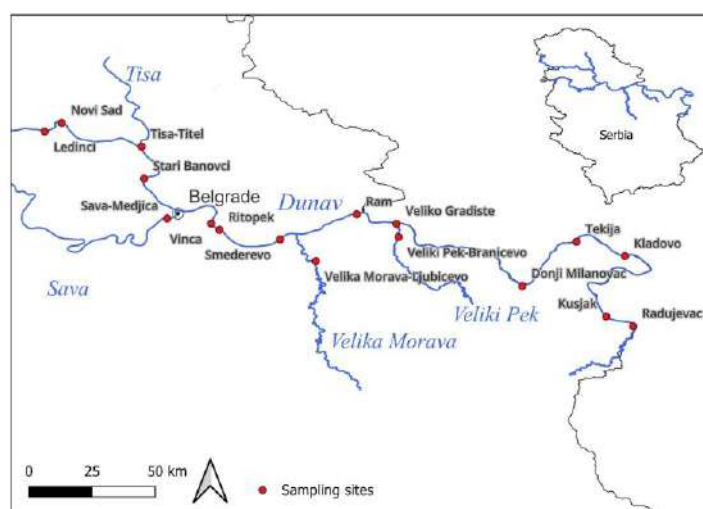 Tisa
Novi Sad
Ledinci
Tisa-Titel
Stari Banovci
Serbia
Sava-Medjica
Belgrade
Dunav
Ram
Vinca
Ritopek
Veliko Gradiste
Smederevo
Veliki Pek-Branicevo
Tekija
Kladovo
Velika Morava-Ljubicevo
Donji Milanovac
Sava
Veliki Pek
Kusjak
Radujevac
Velika Morava
0 25 50 km
Sampling sites